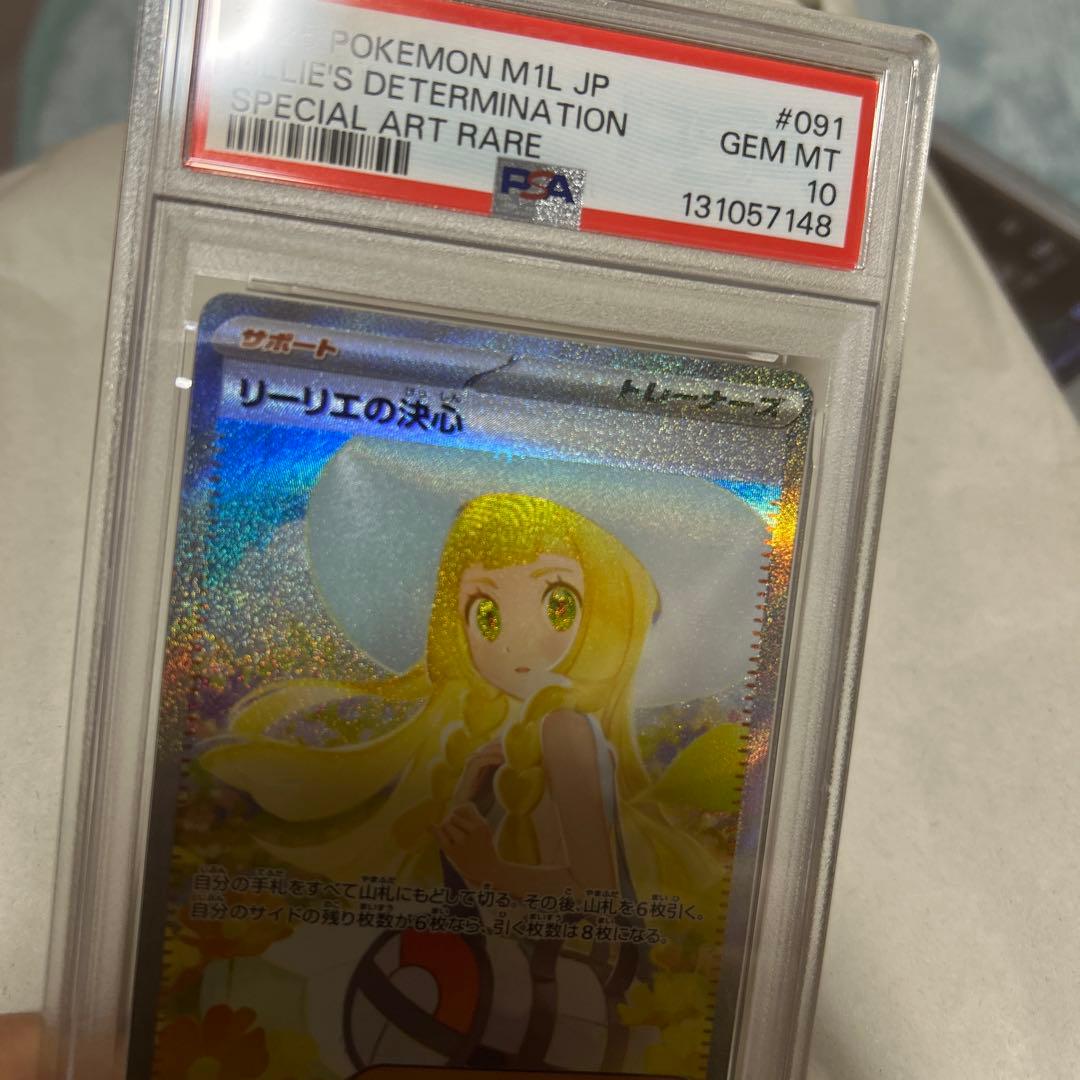 POKEMON M1L JP
LILLIE'S DETERMINATION
SPECIAL ART RARE
#091
GEM MT
10
131057148
PSA
サポート
トレーナーズ
リーリエの決心
自分の手札をすべて山札にもどして切る。その後、山札を6枚引く。
自分のサイドの残り枚数が6枚なら、引く枚数は8枚になる。